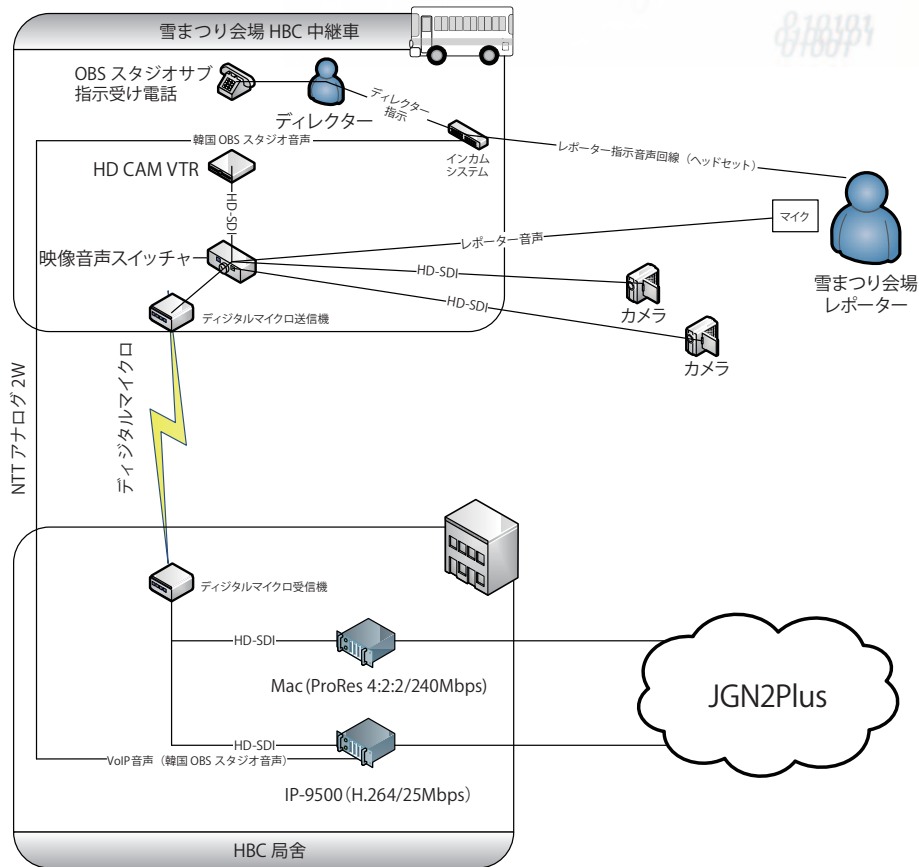 雪まつり会場 HBC 中継車
OBS スタジオサブ
指示受け電話
ディレクター
ディレクター
指示
韓国 OBS スタジオ音声
インカム
システム
レポーター指示音声回線（ヘッドセット）
HD CAM VTR
HD-SDI
マイク
レポーター音声
映像音声スイッチャ
HD-SDI
HD-SDI
雪まつり会場
レポーター
カメラ
カメラ
ディジタルマイクロ送信機
ディジタルマイクロ
NTT アナログ 2W
ディジタルマイクロ受信機
HD-SDI
Mac (ProRes 4:2:2/240Mbps)
JGN2Plus
HD-SDI
VoIP 音声（韓国 OBS スタジオ音声）
IP-9500 (H.264/25Mbps)
HBC 局舎